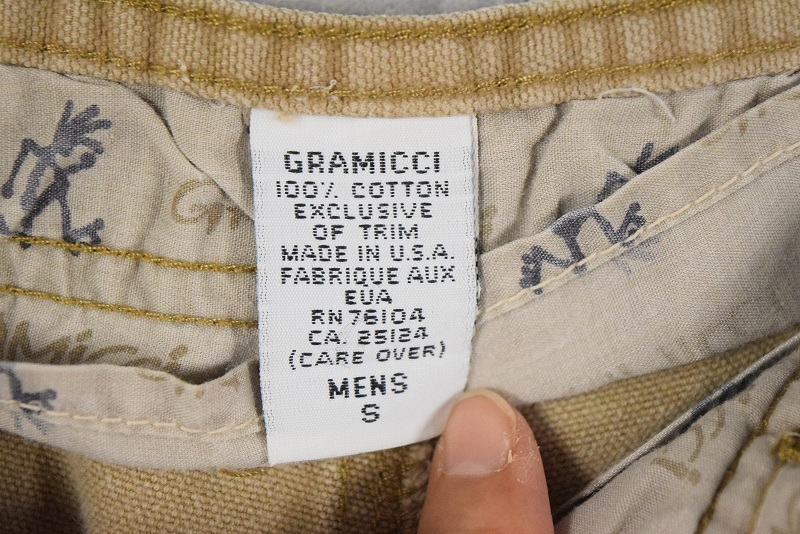 GRAMICCI
100% COTTON
EXCLUSIVE
OF TRIM
MADE IN U.S.A.
FABRIQUE AUX
EUA
RN 76104
CA. 25124
(CARE OVER)
MENS
S